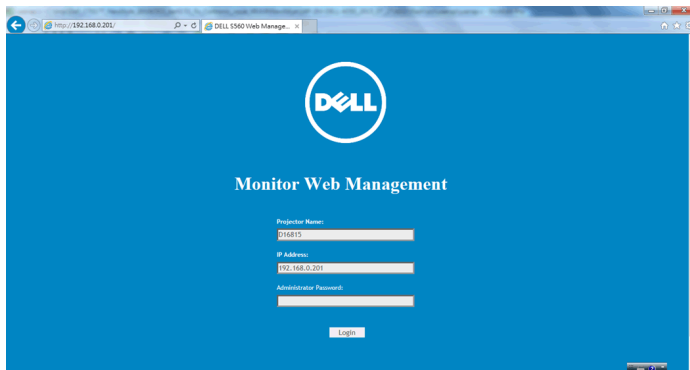 http://192.168.0.201/
DELL S560 Web Manage...
DELL
Monitor Web Management
Projector Name:
D16815
IP Address:
192.168.0.201
Administrator Password:
Login